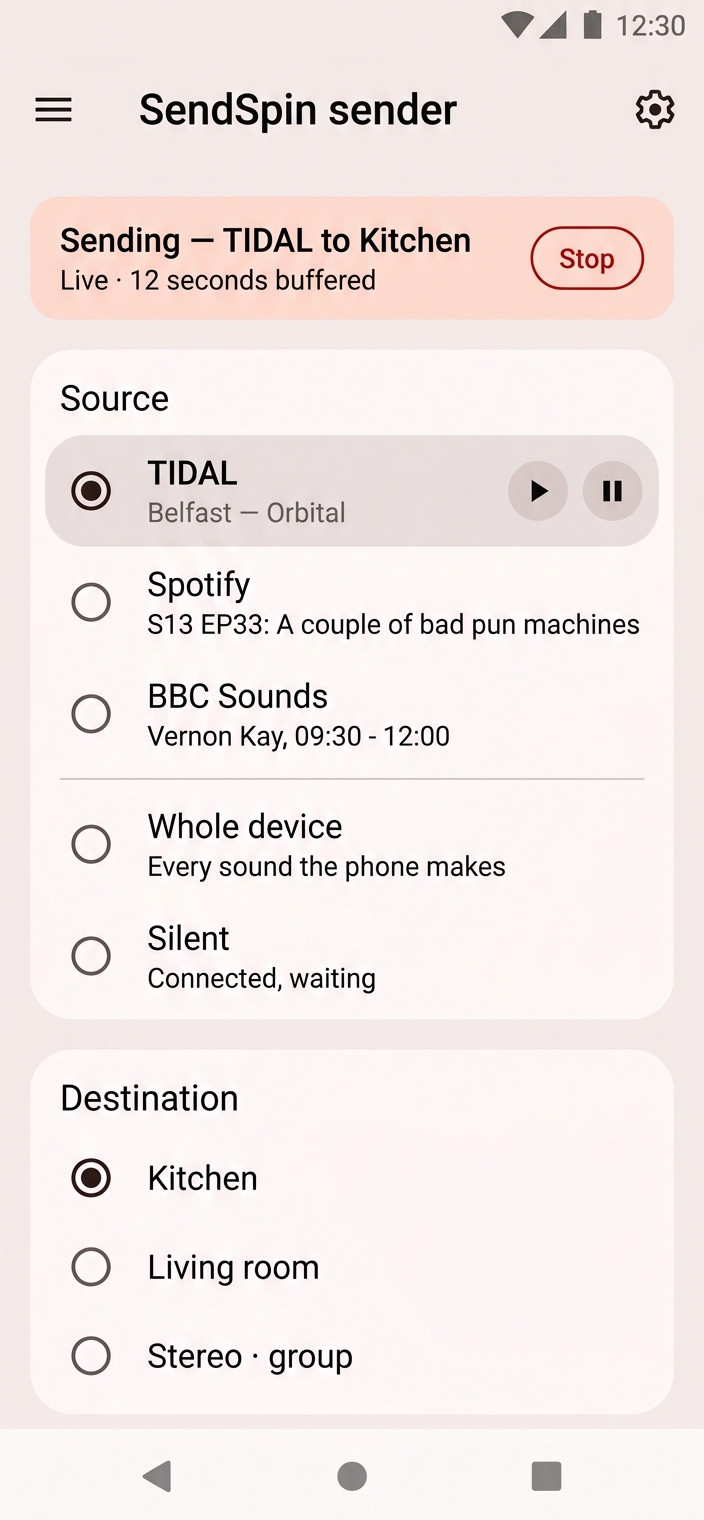 12:30
SendSpin sender
Sending — TIDAL to Kitchen
Live · 12 seconds buffered
Stop
Source
TIDAL
Belfast — Orbital
Spotify
S13 EP33: A couple of bad pun machines
BBC Sounds
Vernon Kay, 09:30 - 12:00
Whole device
Every sound the phone makes
Silent
Connected, waiting
Destination
Kitchen
Living room
Stereo · group